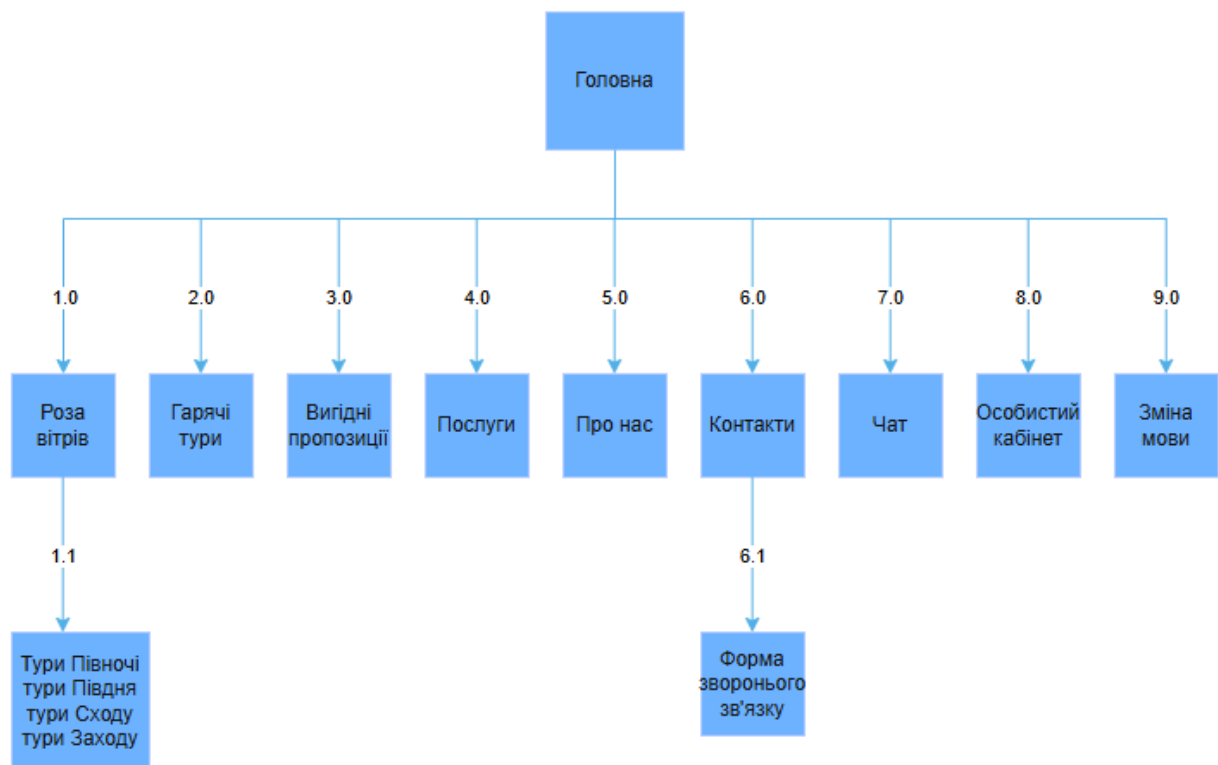 Головна
1.0
2.0
3.0
4.0
5.0
6.0
7.0
8.0
9.0
Роза
вітрів
Гарячі
тури
Вигідні
пропозиції
Послуги
Про нас
Контакти
Чат
Особистий
кабінет
Зміна
мови
1.1
6.1
Тури Півночі
тури Півдня
тури Сходу
тури Заходу
Форма
зворонього
зв'язку